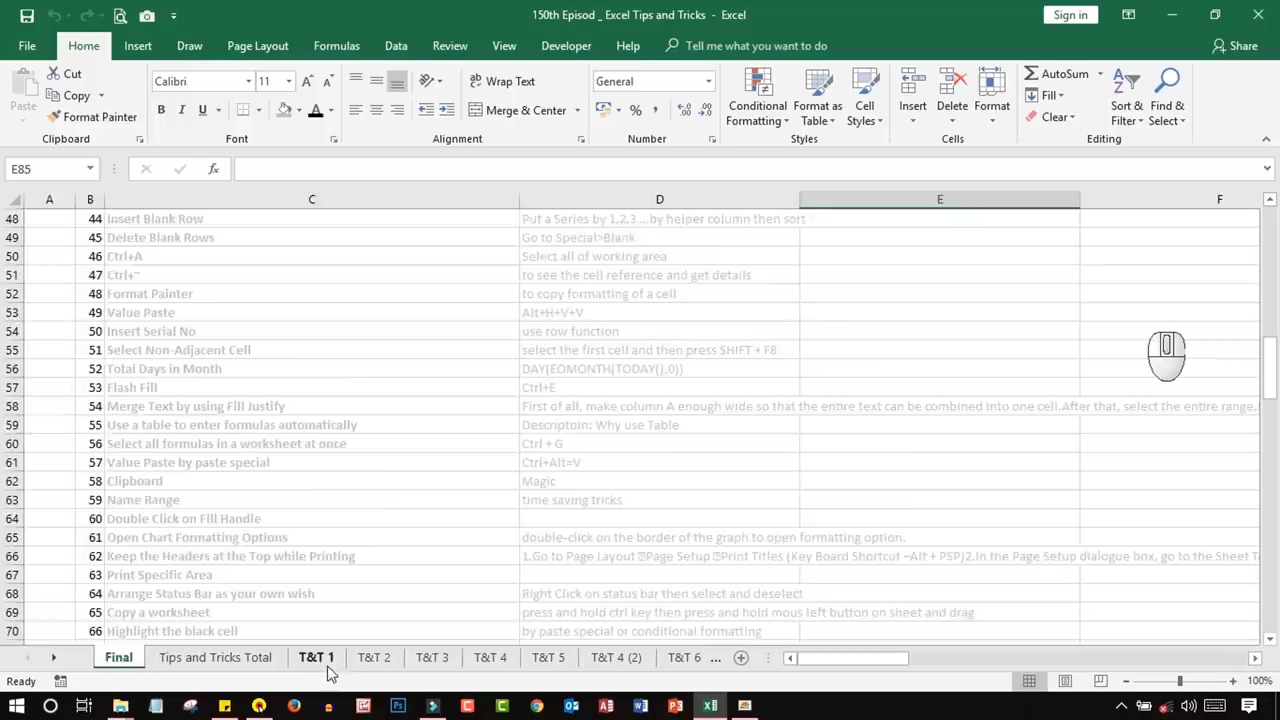 150th Episod _ Excel Tips and Tricks - Excel
Sign in
File Home Insert Draw Page Layout Formulas Data Review View Developer Help Tell me what you want to do Share
Paste Cut Copy Format Painter Clipboard
Calibri 11 B I U Font
Wrap Text Merge & Center Alignment
General % , Number
Conditional Formatting Format as Table Cell Styles Styles
Insert Delete Format Cells
AutoSum Fill Clear Sort & Filter Find & Select Editing
E85 fx
A B C D E F
48 44 Insert Blank Row Put a Series by 1,2,3....by helper column then sort
49 45 Delete Blank Rows Go to Special>Blank
50 46 Ctrl+A Select all of working area
51 47 Ctrl+~ to see the cell reference and get details
52 48 Format Painter to copy formatting of a cell
53 49 Value Paste Alt+H+V+V
54 50 Insert Serial No use row function
55 51 Select Non-Adjacent Cell select the first cell and then press SHIFT + F8
56 52 Total Days in Month DAY(EOMONTH(TODAY(),0))
57 53 Flash Fill Ctrl+E
58 54 Merge Text by using Fill Justify First of all, make column A enough wide so that the entire text can be combined into one cell.After that, select the entire range.
59 55 Use a table to enter formulas automatically Descriptoin: Why use Table
60 56 Select all formulas in a worksheet at once Ctrl + G
61 57 Value Paste by paste special Ctrl+Alt=V
62 58 Clipboard Magic
63 59 Name Range time saving tricks
64 60 Double Click on Fill Handle
65 61 Open Chart Formatting Options double-click on the border of the graph to open formatting option.
66 62 Keep the Headers at the Top while Printing 1.Go to Page Layout Page Setup Print Titles (Key Board Shortcut –Alt + PSP)2.In the Page Setup dialogue box, go to the Sheet T
67 63 Print Specific Area
68 64 Arrange Status Bar as your own wish Right Click on status bar then select and deselect
69 65 Copy a worksheet press and hold ctrl key then press and hold mous left button on sheet and drag
70 66 Highlight the black cell by paste special or conditional formatting
Final Tips and Tricks Total T&T 1 T&T 2 T&T 3 T&T 4 T&T 5 T&T 4 (2) T&T 6 ...
Ready 100%